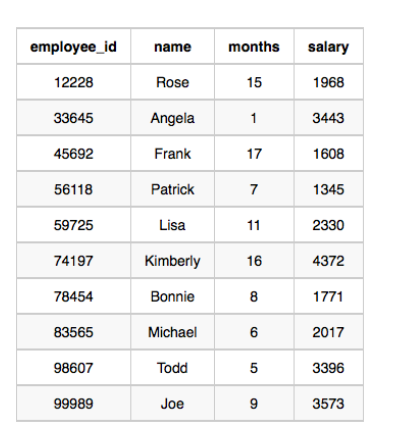 employee_id name months salary
12228 Rose 15 1968
33645 Angela 1 3443
45692 Frank 17 1608
56118 Patrick 7 1345
59725 Lisa 11 2330
74197 Kimberly 16 4372
78454 Bonnie 8 1771
83565 Michael 6 2017
98607 Todd 5 3396
99989 Joe 9 3573